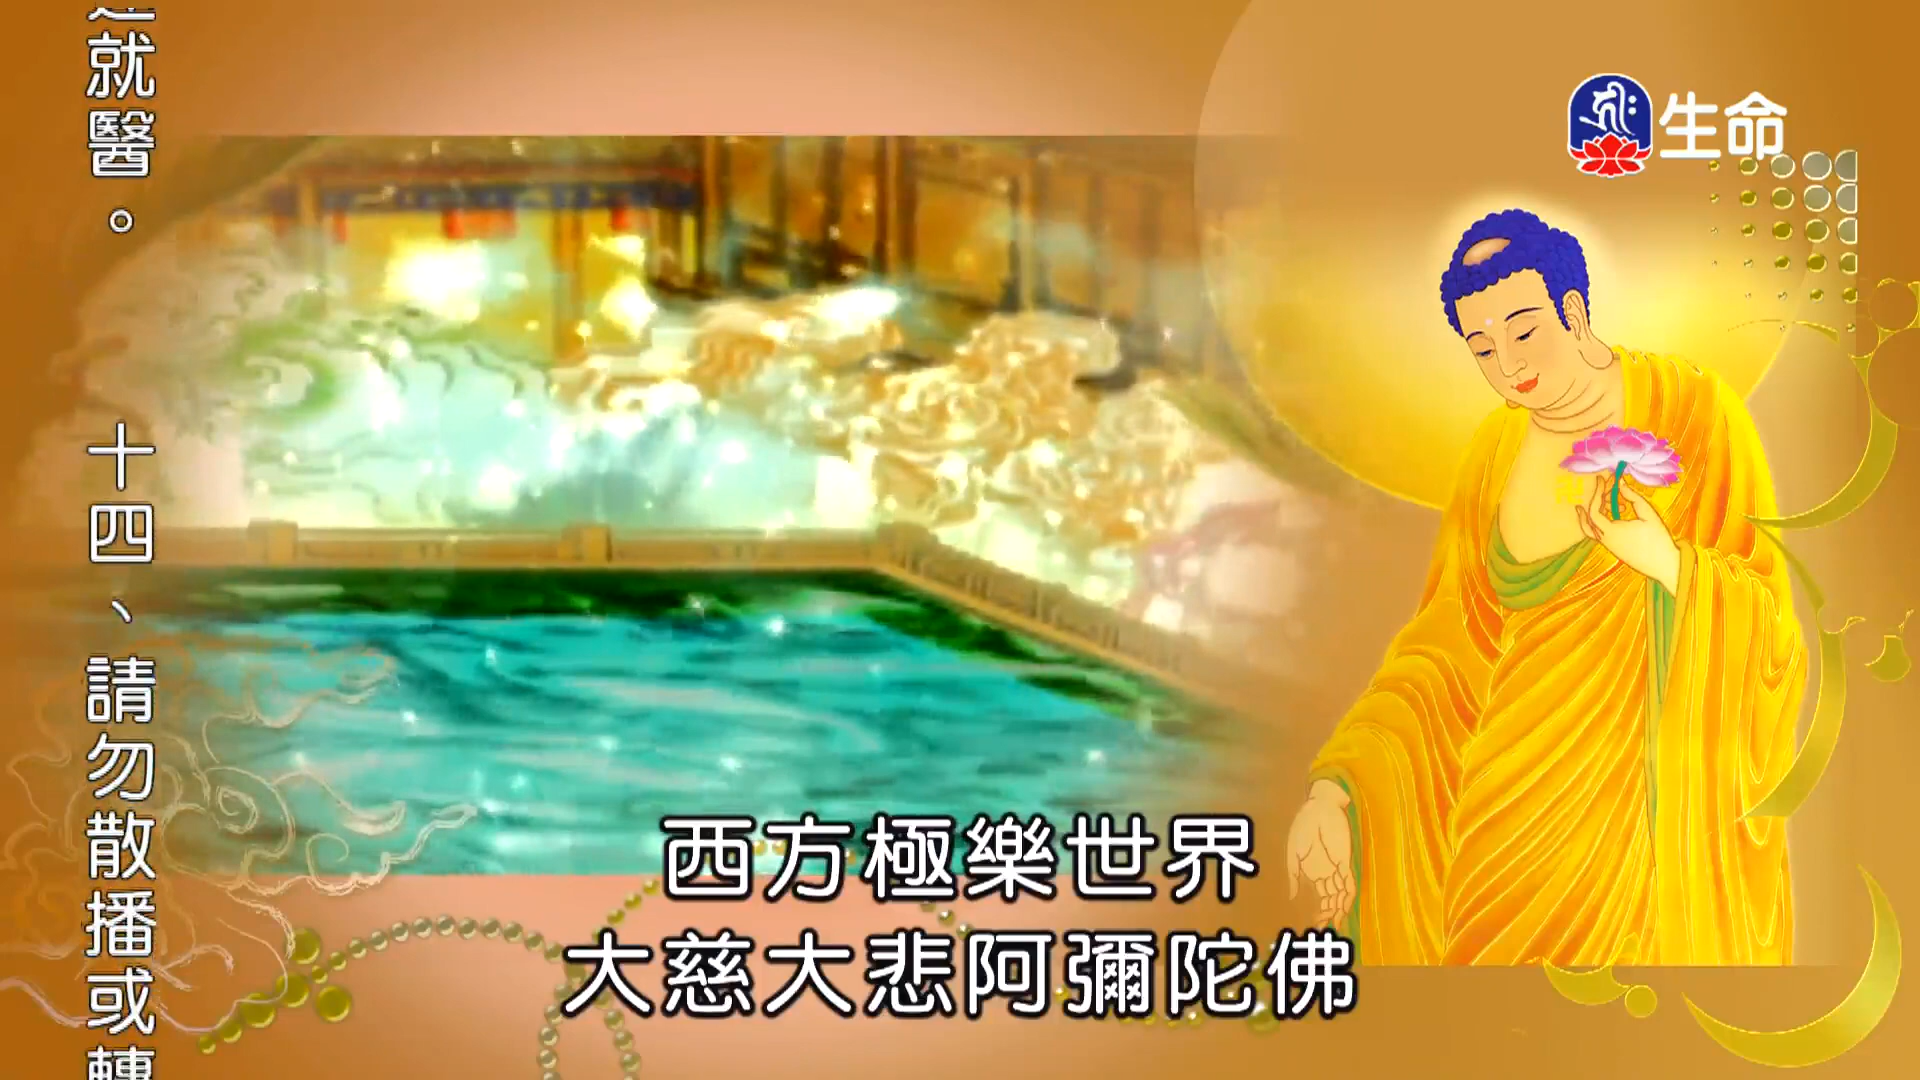 生命
就醫。 十四、請勿散播或轉
西方極樂世界
大慈大悲阿彌陀佛